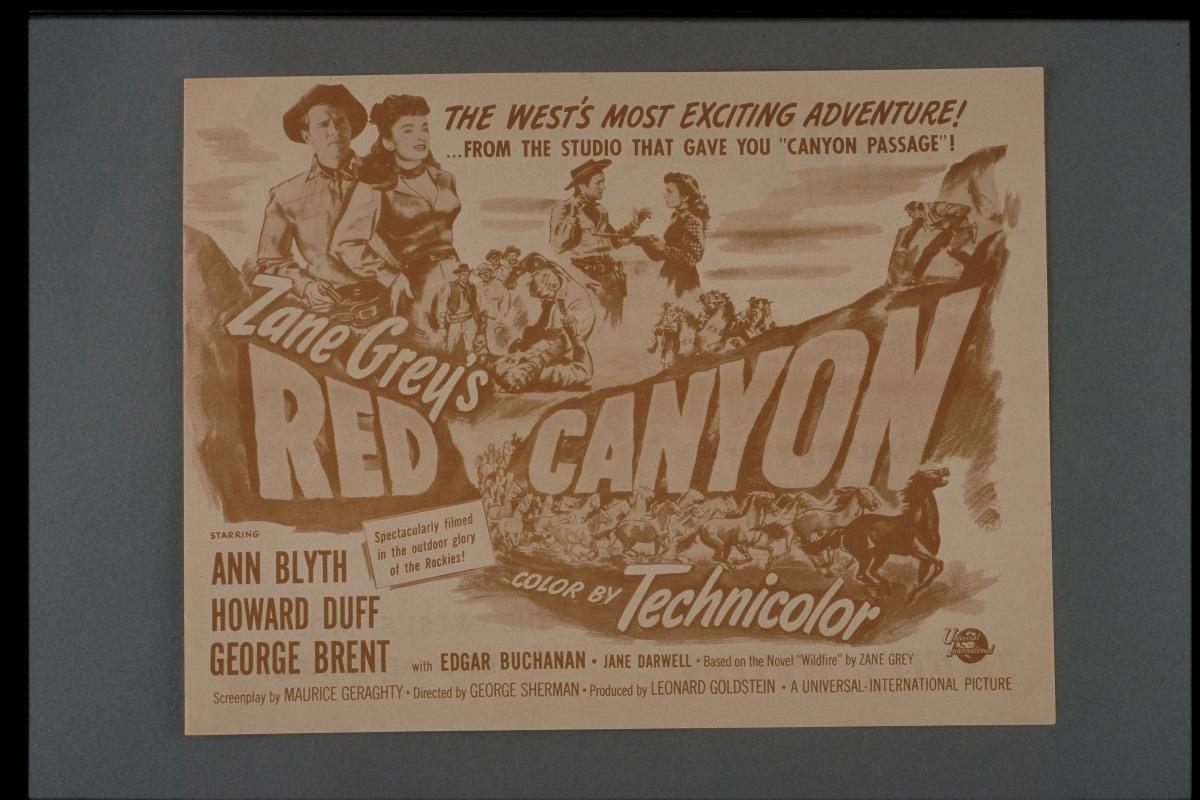 THE WEST'S MOST EXCITING ADVENTURE!
...FROM THE STUDIO THAT GAVE YOU "CANYON PASSAGE"!
Zane Grey's
RED CANYON
STARRING
ANN BLYTH
HOWARD DUFF
GEORGE BRENT
Spectacularly filmed
in the outdoor glory
of the Rockies!
COLOR BY Technicolor
Universal
International
with EDGAR BUCHANAN • JANE DARWELL • Based on the Novel "Wildfire" by ZANE GREY
Screenplay by MAURICE GERAGHTY • Directed by GEORGE SHERMAN • Produced by LEONARD GOLDSTEIN • A UNIVERSAL-INTERNATIONAL PICTURE